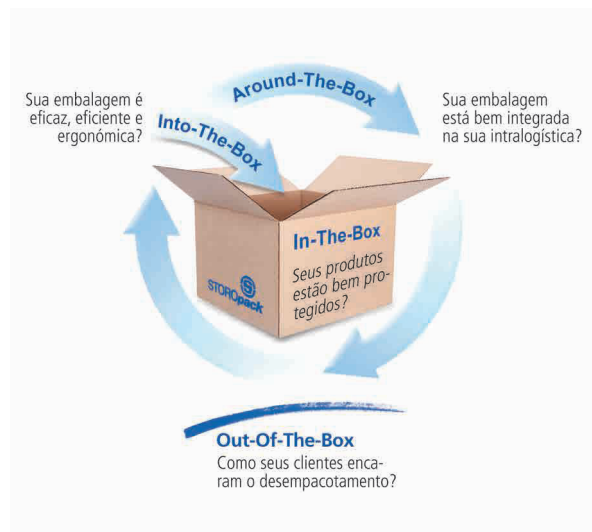 Around-The-Box
Sua embalagem é
eficaz, eficiente e
ergonómica?
Into-The-Box
Sua embalagem
está bem integrada
na sua intralogística?
In-The-Box
Seus produtos
estão bem pro-
tegidos?
STOROpack
Out-Of-The-Box
Como seus clientes enca-
ram o desempacotamento?